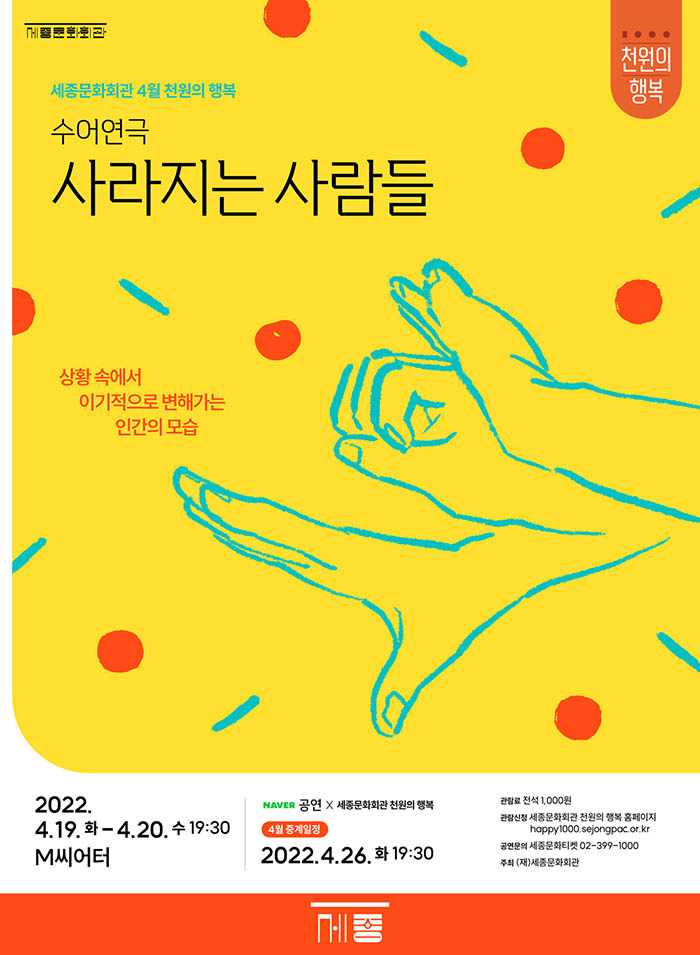 세종문화회관
1000
천원의
행복
세종문화회관 4월 천원의 행복
수어연극
사라지는 사람들
상황 속에서
이기적으로 변해가는
인간의 모습
2022.
4.19. 화 – 4.20. 수 19:30
M씨어터
NAVER 공연 X 세종문화회관 천원의 행복
4월 중계일정
2022.4.26. 화 19:30
관람료 전석 1,000원
관람신청 세종문화회관 천원의 행복 홈페이지
happy1000.sejongpac.or.kr
공연문의 세종문화티켓 02-399-1000
주최 (재)세종문화회관
세종